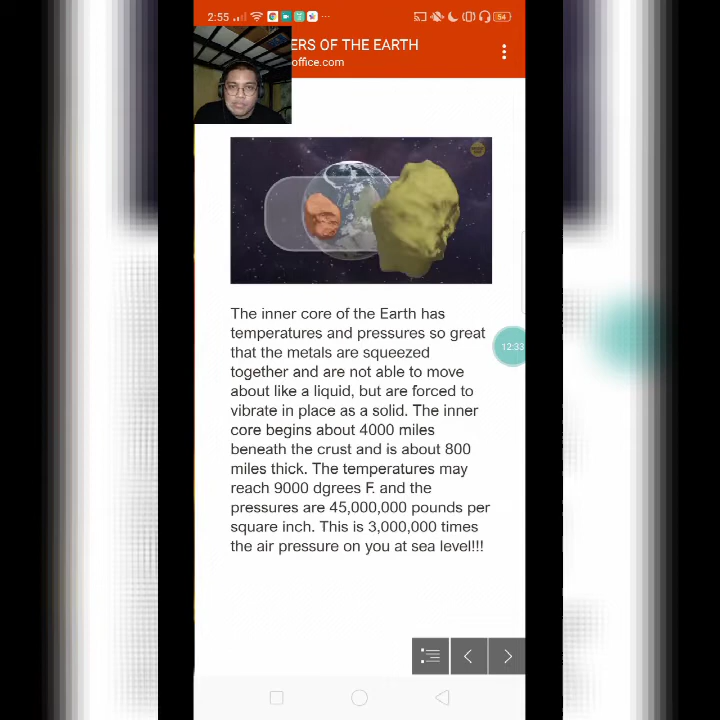 2:55
54
ERS OF THE EARTH
office.com
The inner core of the Earth has
temperatures and pressures so great
that the metals are squeezed
together and are not able to move
about like a liquid, but are forced to
vibrate in place as a solid. The inner
core begins about 4000 miles
beneath the crust and is about 800
miles thick. The temperatures may
reach 9000 dgrees F. and the
pressures are 45,000,000 pounds per
square inch. This is 3,000,000 times
the air pressure on you at sea level!!!
12:33